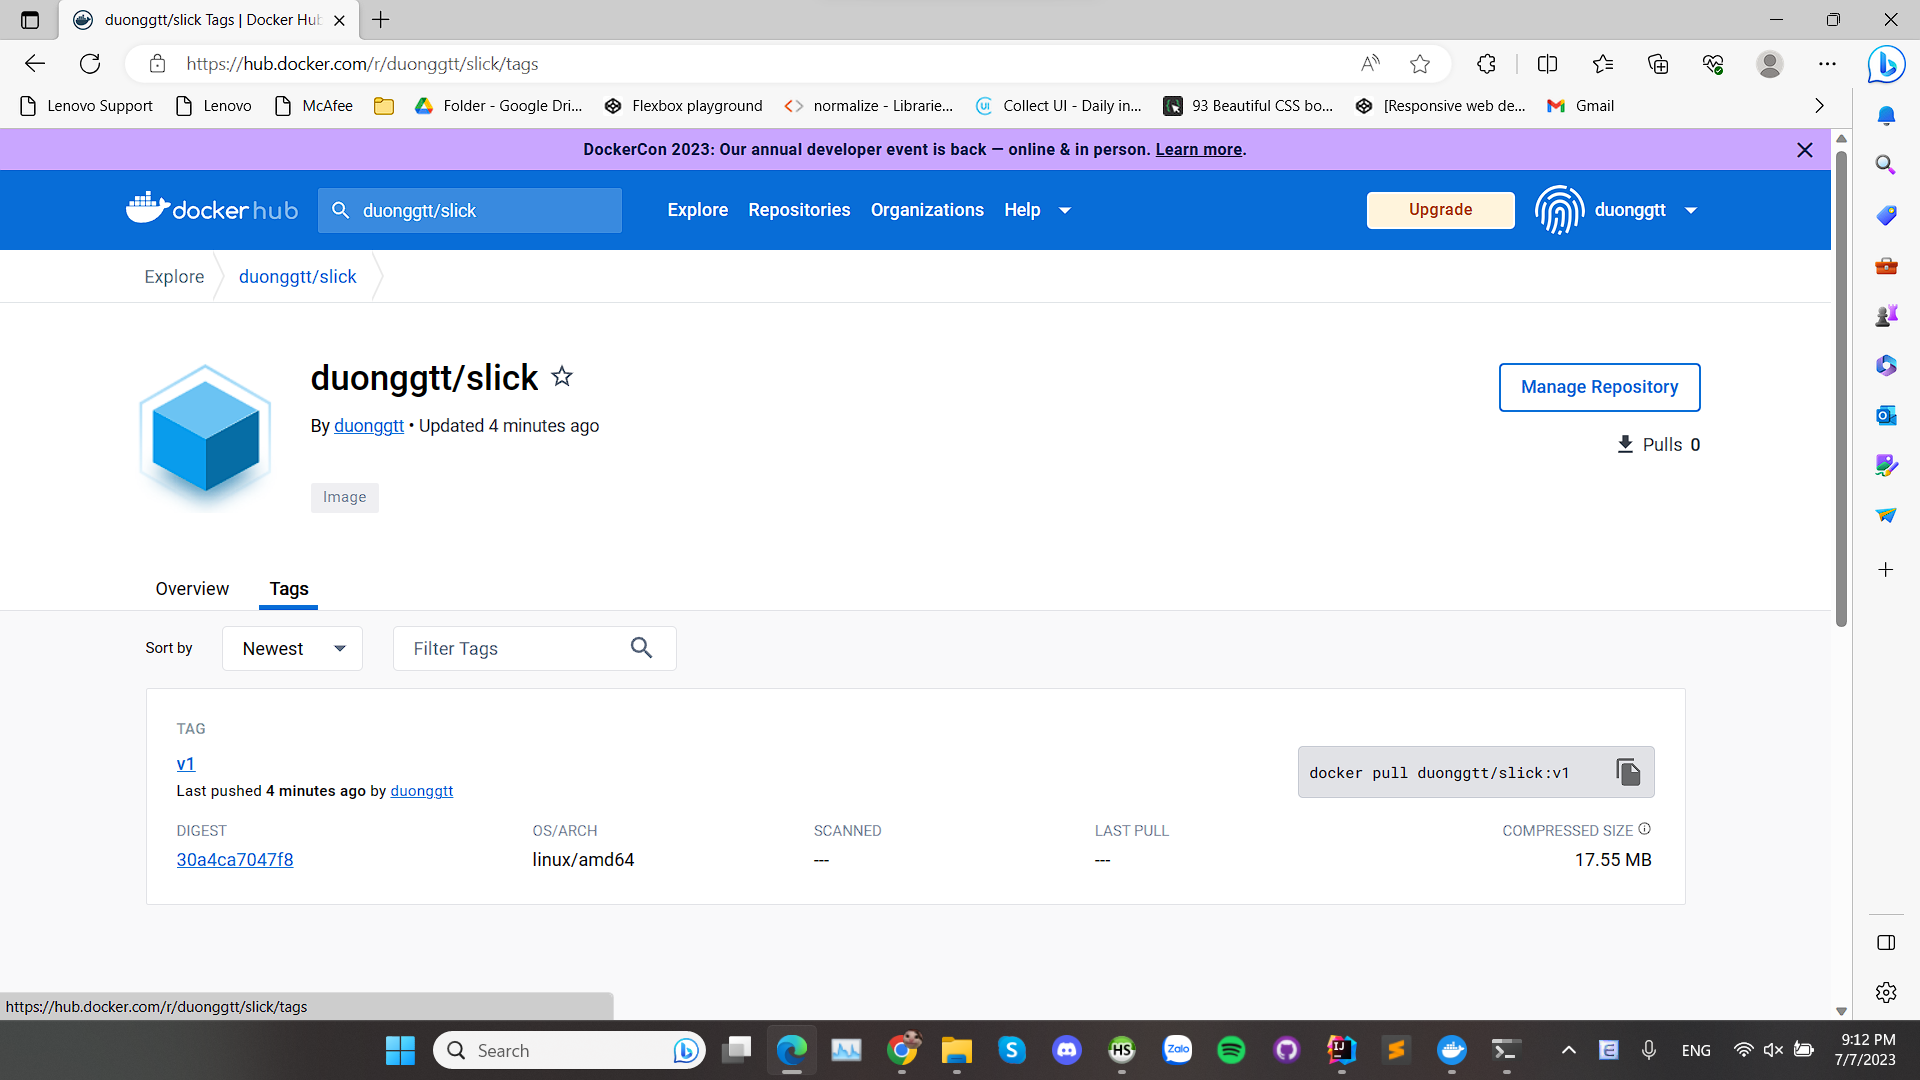 duonggtt/slick Tags | Docker Hub
https://hub.docker.com/r/duonggtt/slick/tags
Lenovo Support
Lenovo
McAfee
Folder - Google Dri...
Flexbox playground
normalize - Librarie...
Collect UI - Daily in...
93 Beautiful CSS bo...
[Responsive web de...
Gmail
DockerCon 2023: Our annual developer event is back — online & in person. Learn more.
docker hub
duonggtt/slick
Explore
Repositories
Organizations
Help
Upgrade
duonggtt
Explore
duonggtt/slick
duonggtt/slick
Manage Repository
By duonggtt • Updated 4 minutes ago
Pulls 0
Image
Overview
Tags
Sort by
Newest
Filter Tags
TAG
v1
docker pull duonggtt/slick:v1
Last pushed 4 minutes ago by duonggtt
DIGEST
OS/ARCH
SCANNED
LAST PULL
COMPRESSED SIZE
30a4ca7047f8
linux/amd64
---
---
17.55 MB
https://hub.docker.com/r/duonggtt/slick/tags
Search
HS
Zalo
IJ
E
ENG
9:12 PM
7/7/2023